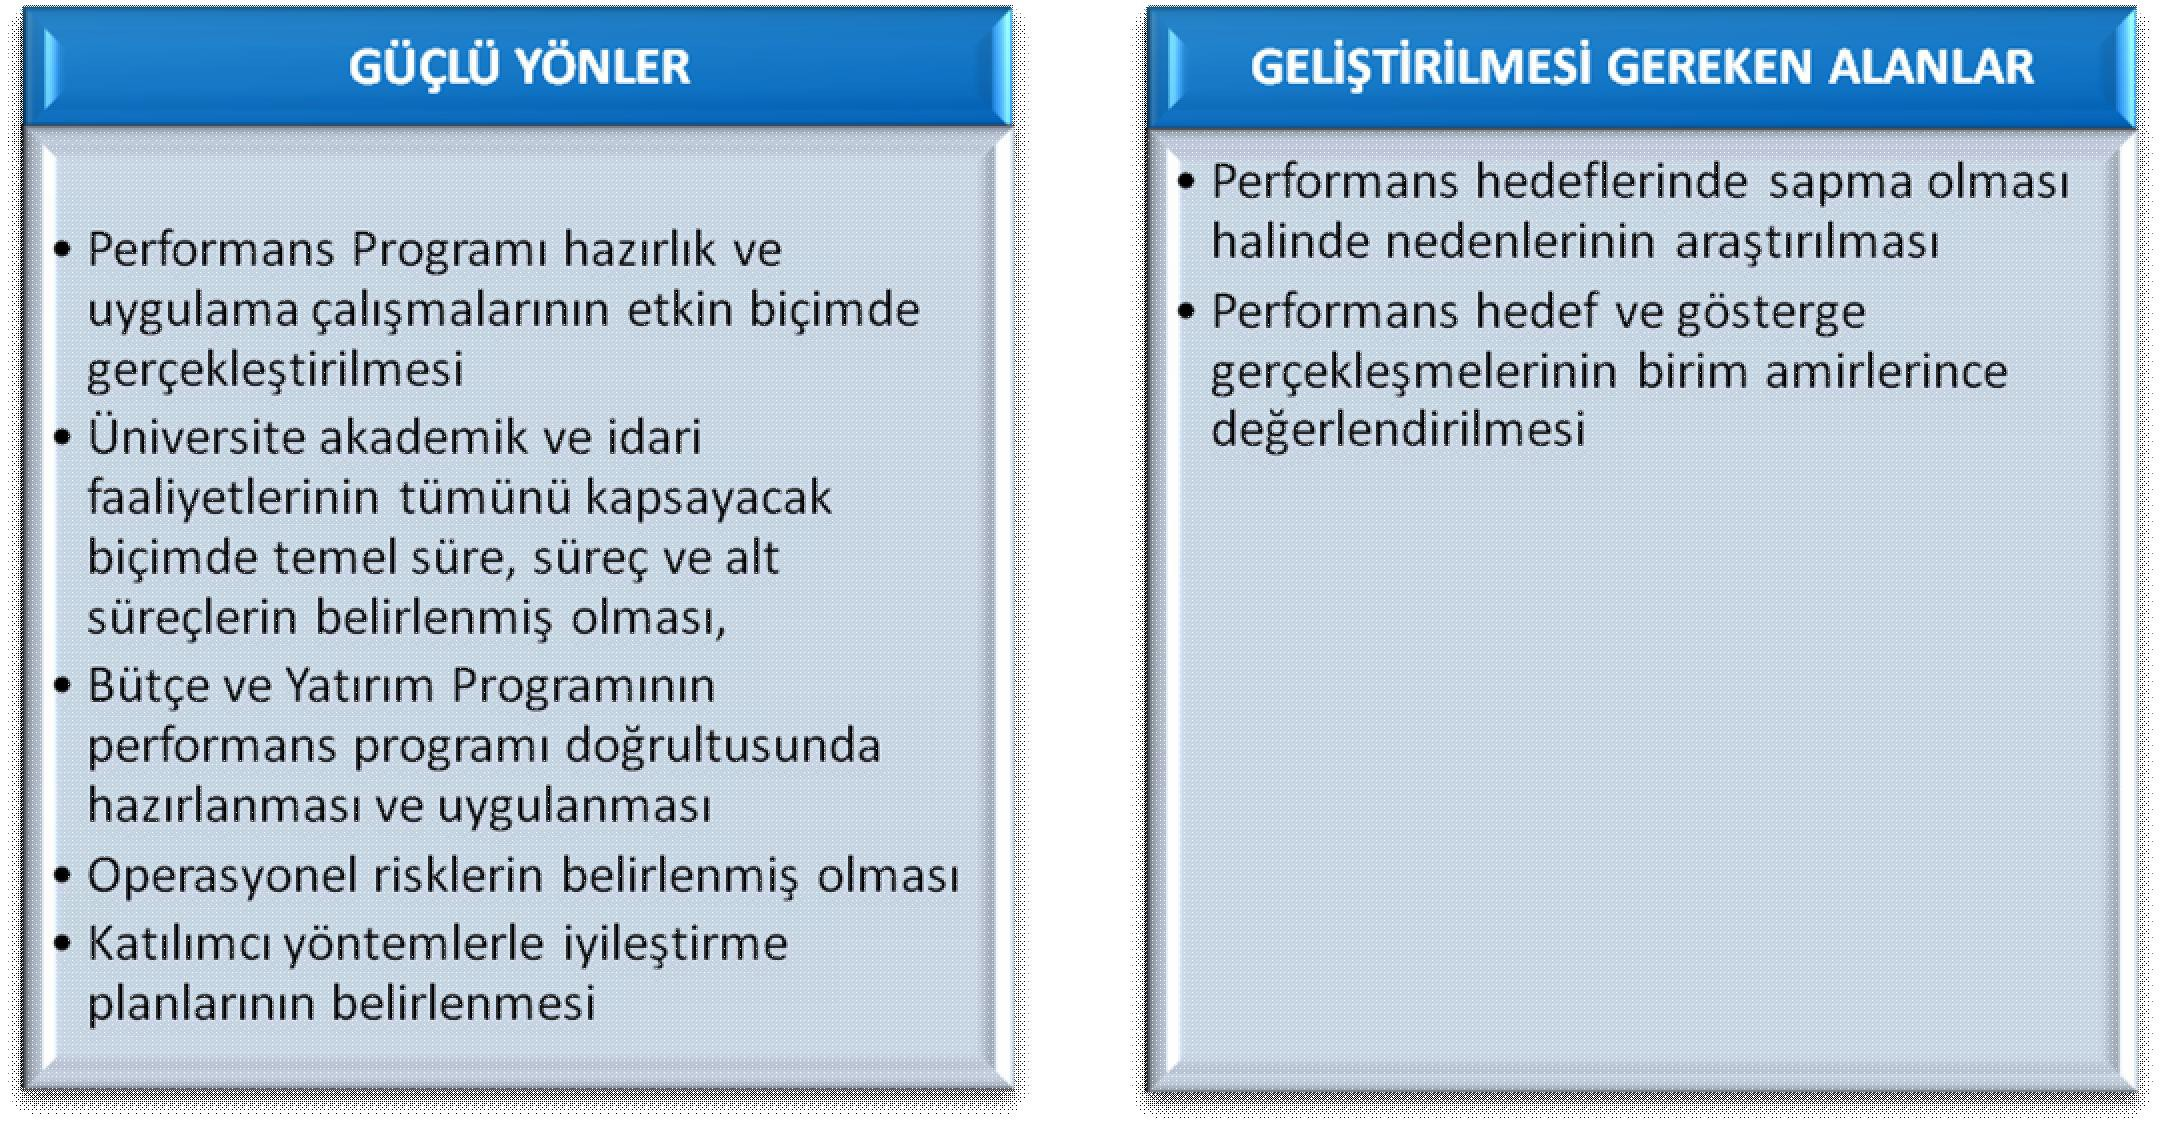 GÜÇLÜ YÖNLER
• Performans Programı hazırlık ve
uygulama çalışmalarının etkin biçimde
gerçekleştirilmesi
• Üniversite akademik ve idari
faaliyetlerinin tümünü kapsayacak
biçimde temel süre, süreç ve alt
süreçlerin belirlenmiş olması,
• Bütçe ve Yatırım Programının
performans programı doğrultusunda
hazırlanması ve uygulanması
• Operasyonel risklerin belirlenmiş olması
• Katılımcı yöntemlerle iyileştirme
planlarının belirlenmesi
GELİŞTİRİLMESİ GEREKEN ALANLAR
• Performans hedeflerinde sapma olması
halinde nedenlerinin araştırılması
• Performans hedef ve gösterge
gerçekleşmelerinin birim amirlerince
değerlendirilmesi